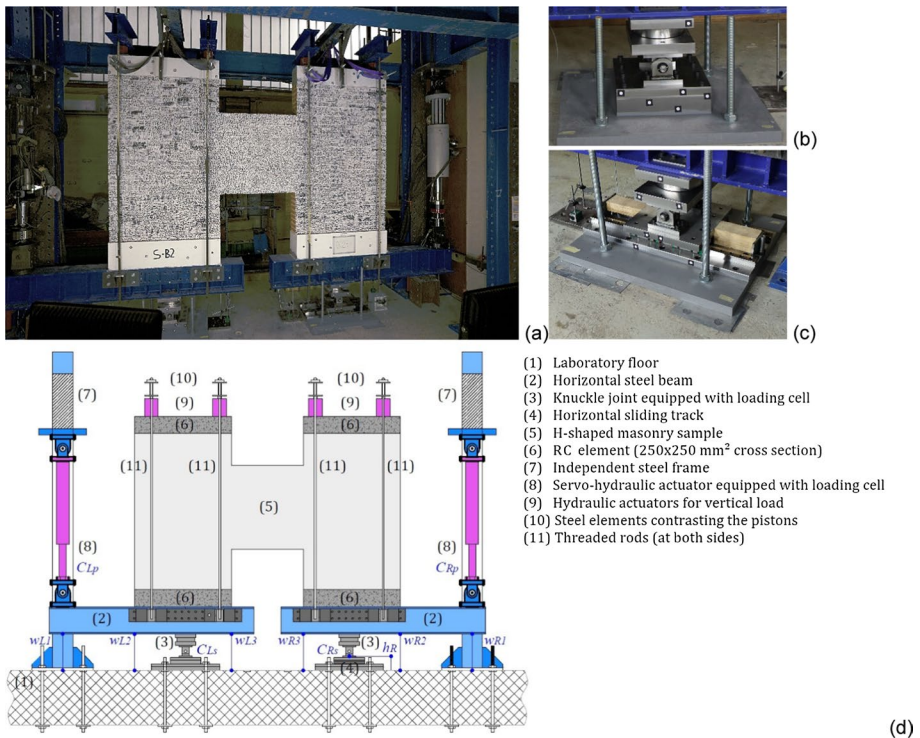 S-B2
(a)
(b)
(c)
(10) (10)
(7) (9) (9) (7)
(6) (6)
(11) (11) (11) (11)
(5)
(8) (8)
CLp CRp
(6) (6)
(2) (2)
wL1 wL2 (3) wL3 wR3 (3) wR2 wR1
CLs CRs hR
(4)
(1)
(1) Laboratory floor
(2) Horizontal steel beam
(3) Knuckle joint equipped with loading cell
(4) Horizontal sliding track
(5) H-shaped masonry sample
(6) RC element (250x250 mm² cross section)
(7) Independent steel frame
(8) Servo-hydraulic actuator equipped with loading cell
(9) Hydraulic actuators for vertical load
(10) Steel elements contrasting the pistons
(11) Threaded rods (at both sides)
(d)